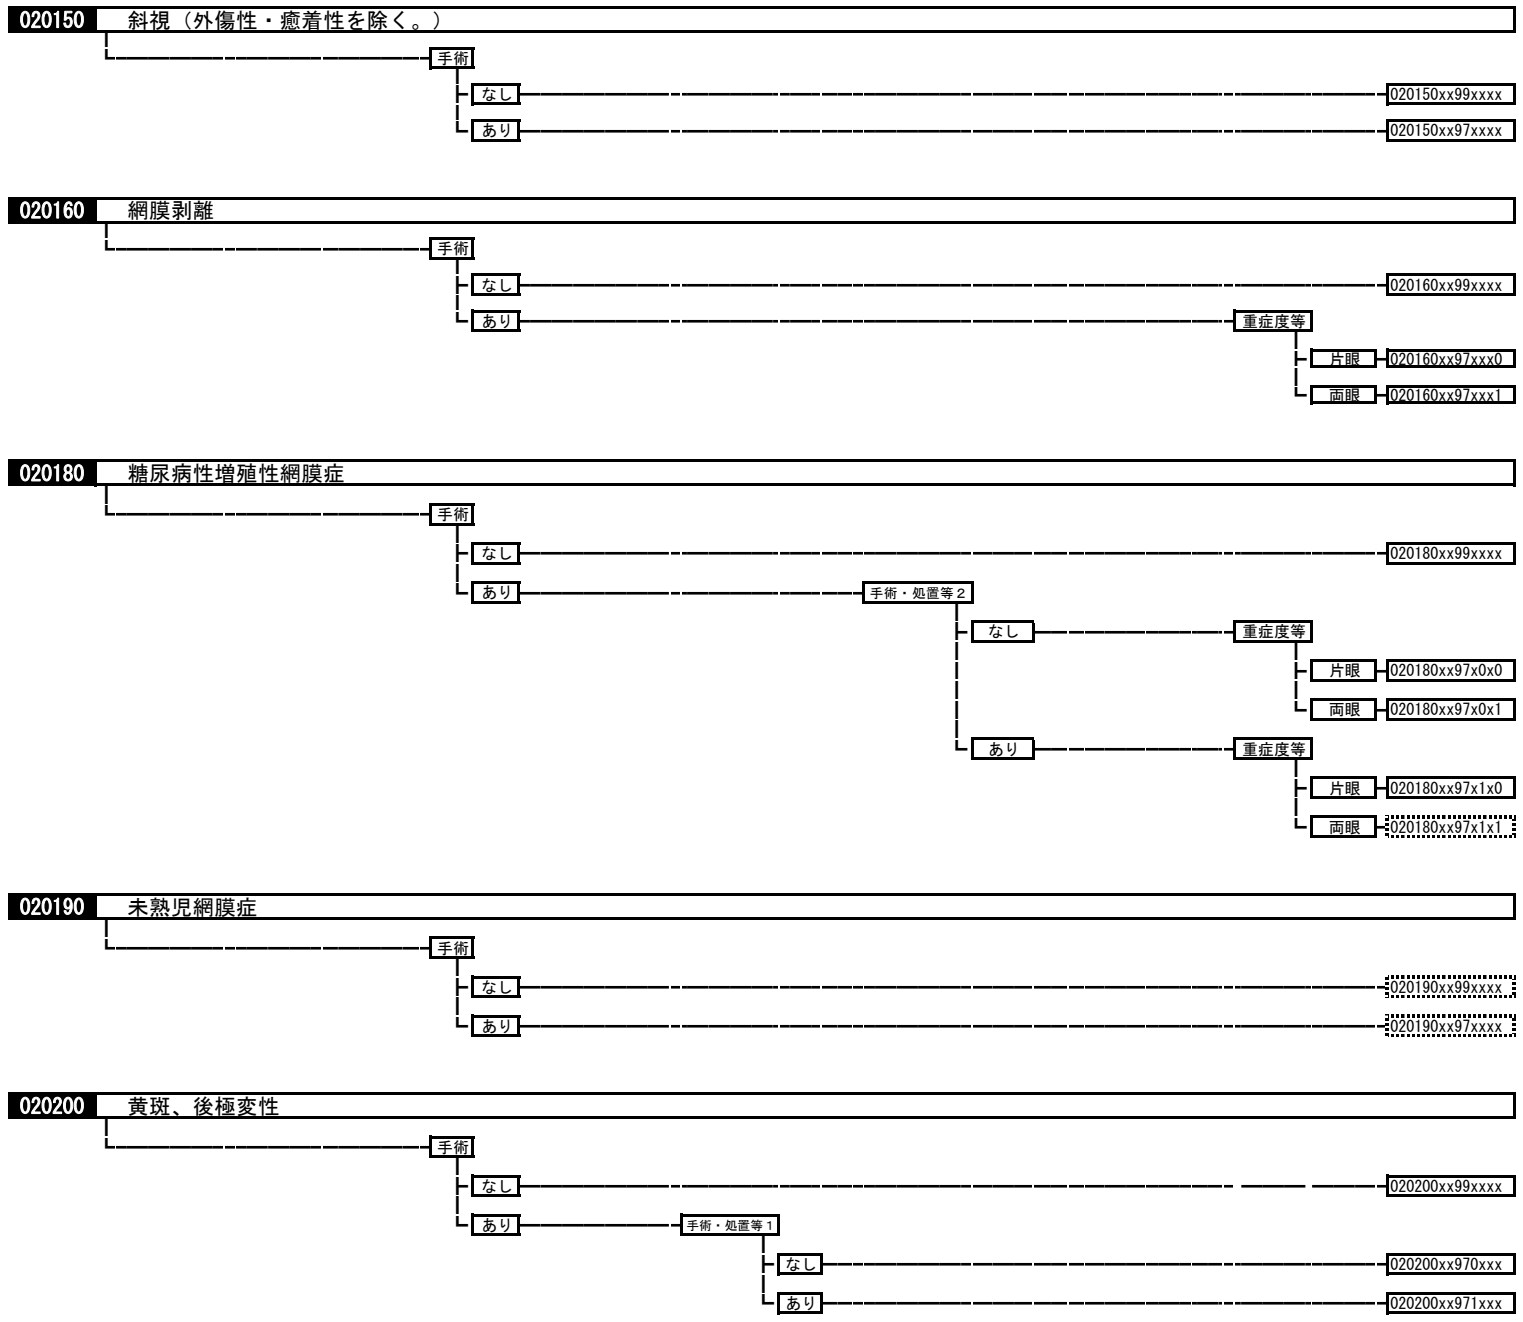 020150 斜視（外傷性・癒着性を除く。）
手術
なし 020150xx99xxxx
あり 020150xx97xxxx
020160 網膜剥離
手術
なし 020160xx99xxxx
あり 重症度等
片眼 020160xx97xxx0
両眼 020160xx97xxx1
020180 糖尿病性増殖性網膜症
手術
なし 020180xx99xxxx
あり 手術・処置等２
なし 重症度等
片眼 020180xx97x0x0
両眼 020180xx97x0x1
あり 重症度等
片眼 020180xx97x1x0
両眼 020180xx97x1x1
020190 未熟児網膜症
手術
なし 020190xx99xxxx
あり 020190xx97xxxx
020200 黄斑、後極変性
手術
なし 020200xx99xxxx
あり 手術・処置等１
なし 020200xx970xxx
あり 020200xx971xxx